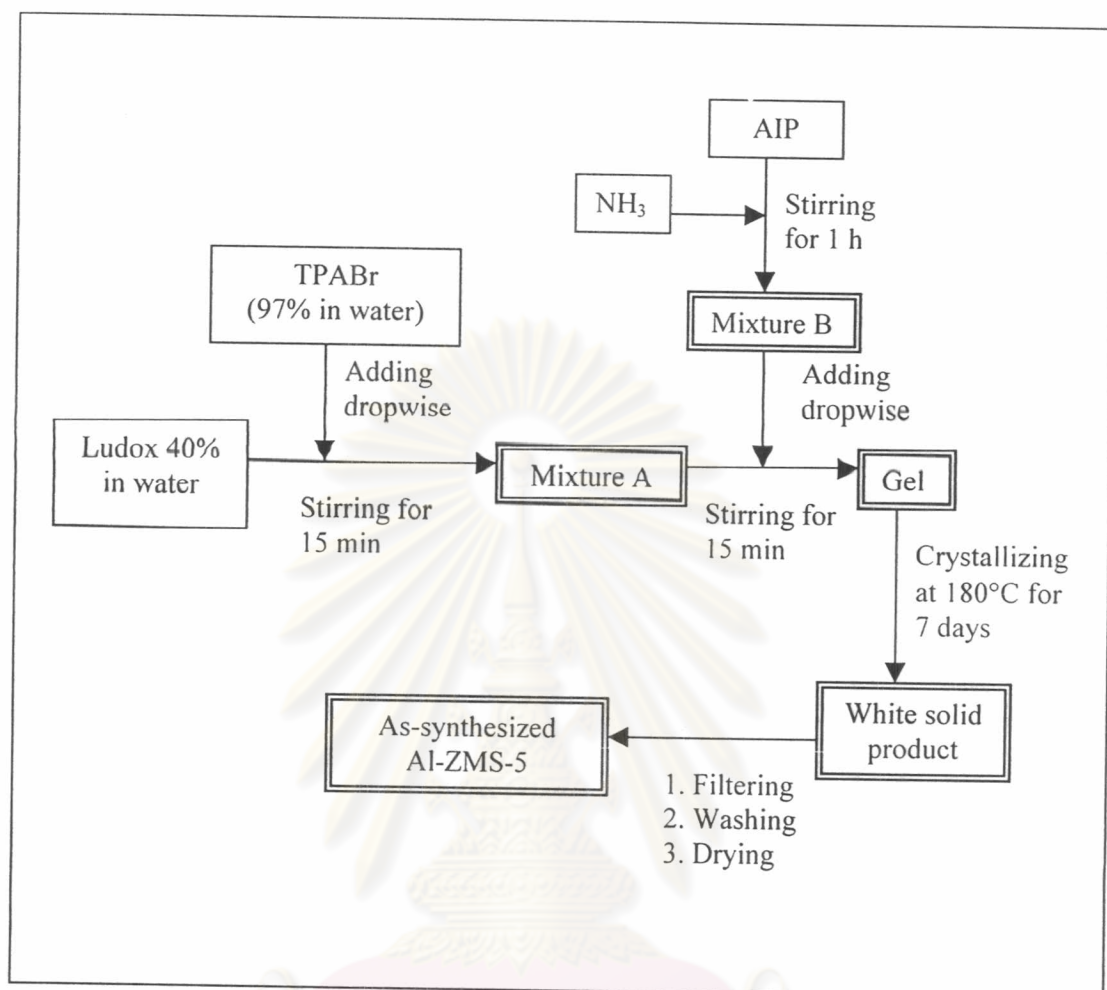 AIP
NH₃
Stirring
for 1 h
TPABr
(97% in water)
Mixture B
Adding
dropwise
Adding
dropwise
Ludox 40%
in water
Mixture A
Gel
Stirring for
15 min
Stirring for
15 min
Crystallizing
at 180°C for
7 days
As-synthesized
Al-ZMS-5
White solid
product
1. Filtering
2. Washing
3. Drying